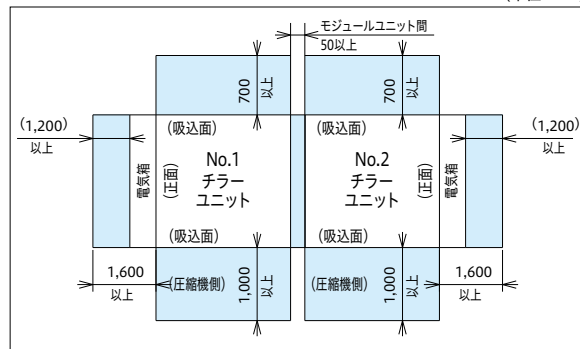 モジュールユニット間
50以上
700
以上
700
以上
(1,200)
以上
(1,200)
以上
(吸込面)
(吸込面)
電気箱
(正面)
No.1
チラー
ユニット
No.2
チラー
ユニット
(正面)
電気箱
(吸込面)
(吸込面)
1,600
以上
(圧縮機側)
1,000
以上
(圧縮機側)
1,000
以上
1,600
以上